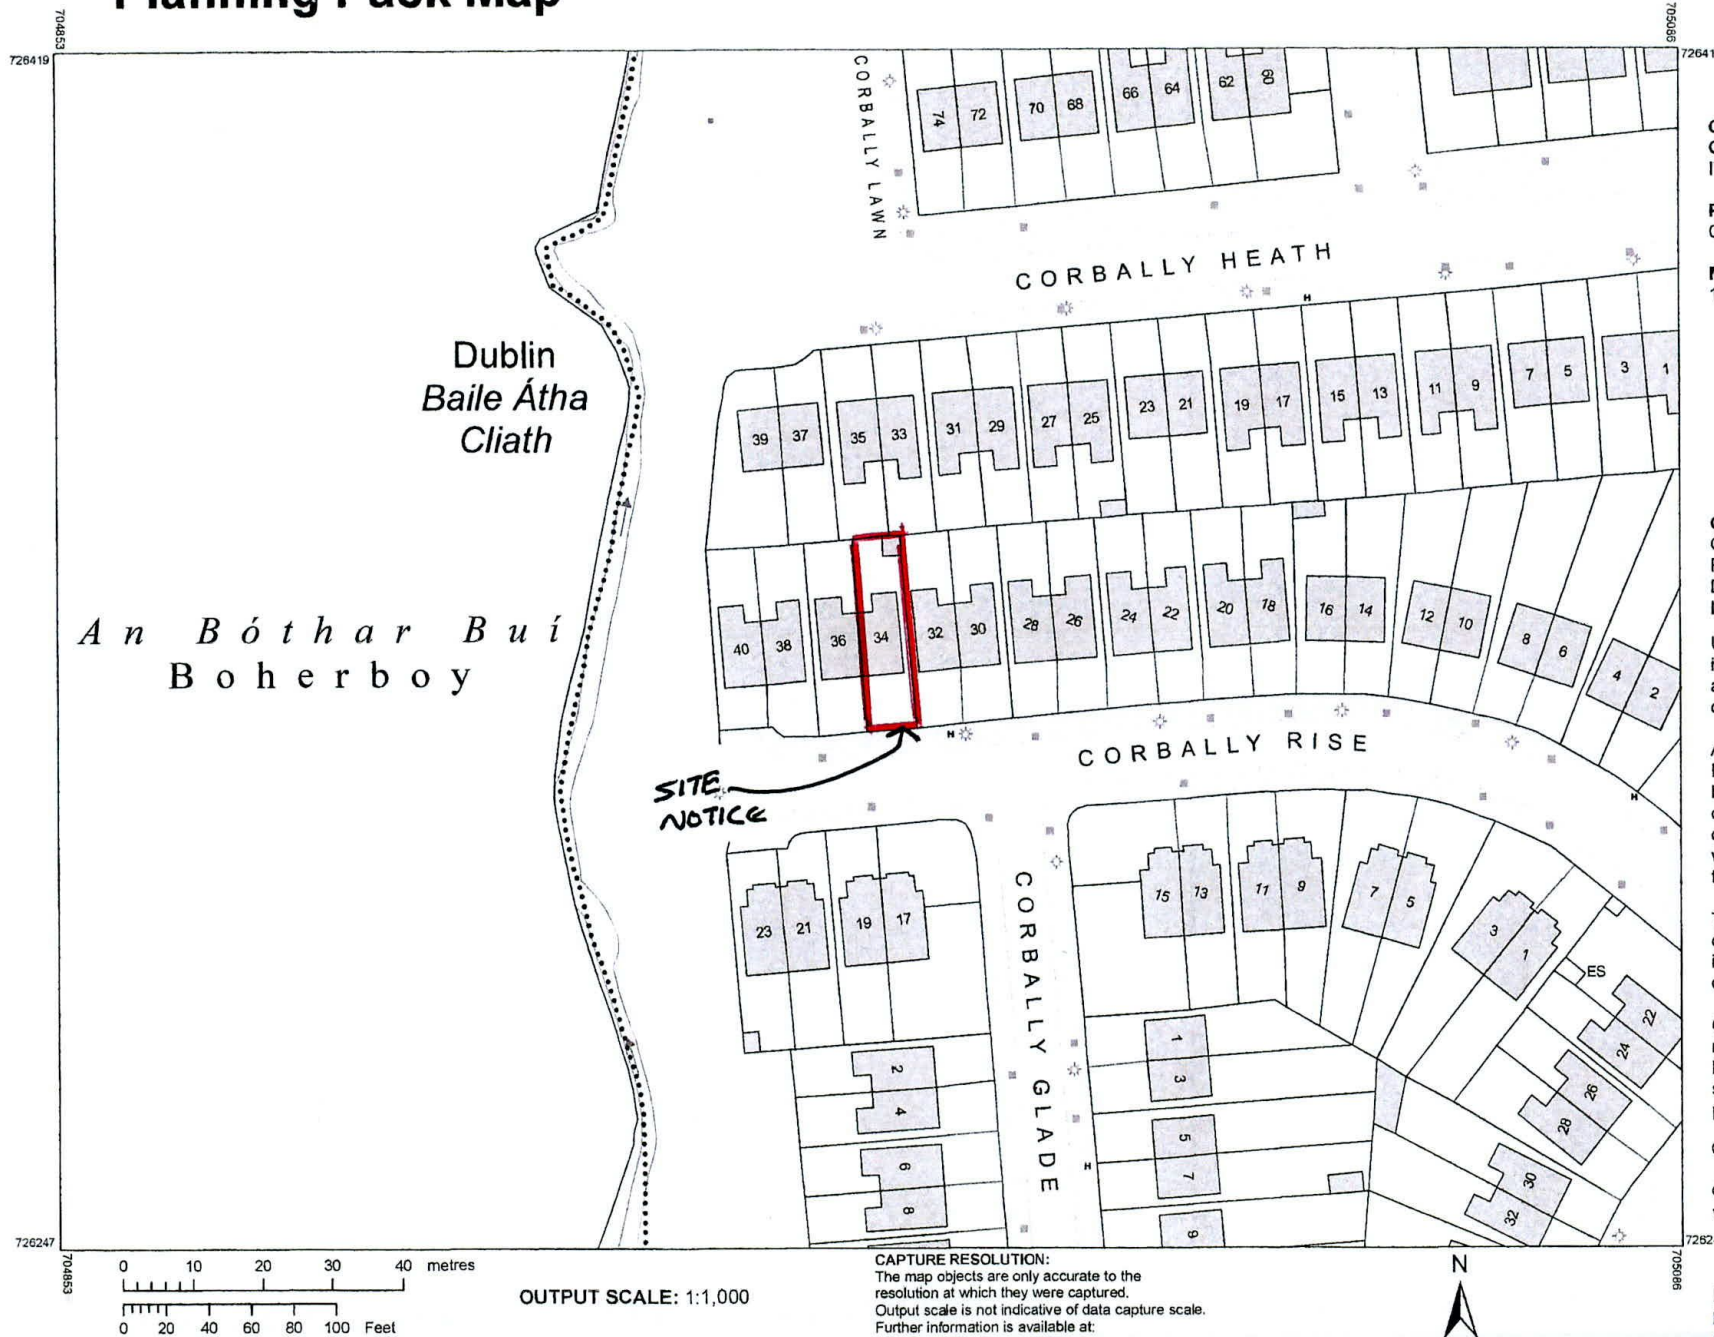 Planning Pack Map
704853
705086
726419
CORBALLY LAWN
74 72 70 68 66 64 62 60
CORBALLY HEATH
H
Dublin
Baile Átha
Cliath
39 37 35 33 31 29 27 25 23 21 19 17 15 13 11 9 7 5 3 1
An Bóthar Buí
Boherboy
40 38 36 34 32 30 28 26 24 22 20 18 16 14 12 10 8 6 4 2
H
CORBALLY RISE
SITE
NOTICE
H
23 21 19 17
15 13 11 9 7 5 3 1
ES
CORBALLY GLADE
2
4
6
8
1
3
5
7
9
22
24
26
28
30
32
H
726247
704853
705086
0 10 20 30 40 metres
0 20 40 60 80 100 Feet
OUTPUT SCALE: 1:1,000
CAPTURE RESOLUTION:
The map objects are only accurate to the
resolution at which they were captured.
Output scale is not indicative of data capture scale.
Further information is available at:
N